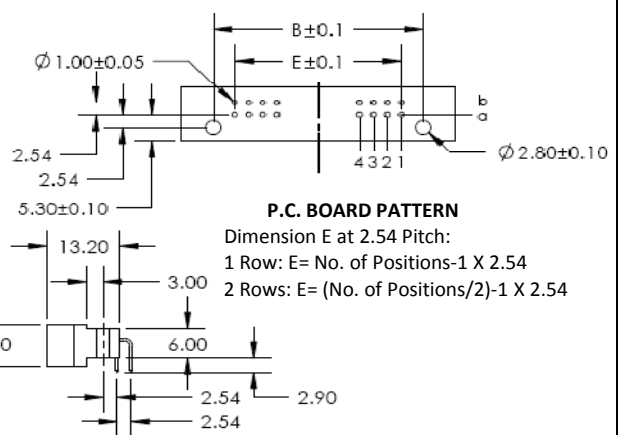 B±0.1
Ø 1.00±0.05
E±0.1
b
a
2.54
2.54
4 3 2 1
Ø 2.80±0.10
5.30±0.10
P.C. BOARD PATTERN
13.20
Dimension E at 2.54 Pitch:
3.00
1 Row: E= No. of Positions-1 X 2.54
2 Rows: E= (No. of Positions/2)-1 X 2.54
0
6.00
2.54
2.90
2.54